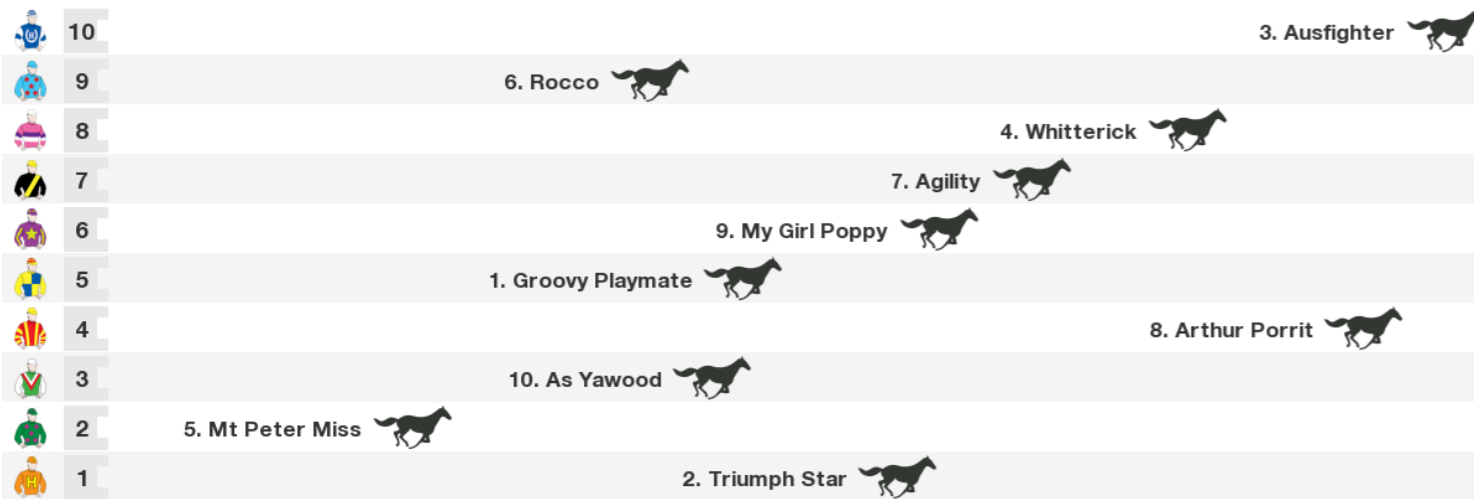 10 3. Ausfighter
9 6. Rocco
8 4. Whitterick
7 7. Agility
6 9. My Girl Poppy
5 1. Groovy Playmate
4 8. Arthur Porrit
3 10. As Yawood
2 5. Mt Peter Miss
H 1 2. Triumph Star